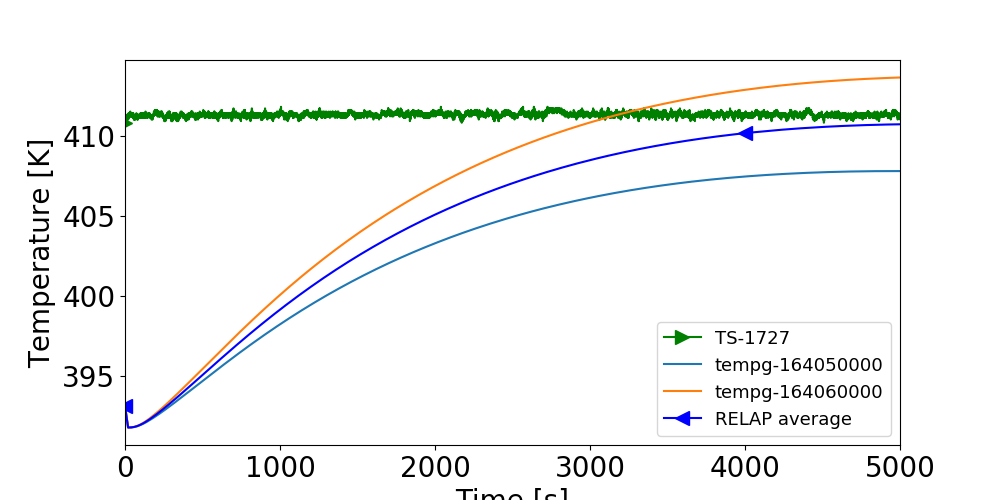 Temperature [K]
410
405
400
395
TS-1727
tempg-164050000
tempg-164060000
RELAP average
0 1000 2000 3000 4000 5000
Time [s]